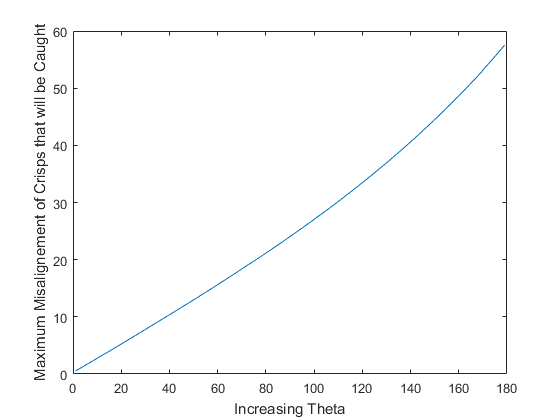 60
50
40
30
20
10
0
Maximum Misalignement of Crisps that will be Caught
0 20 40 60 80 100 120 140 160 180
Increasing Theta